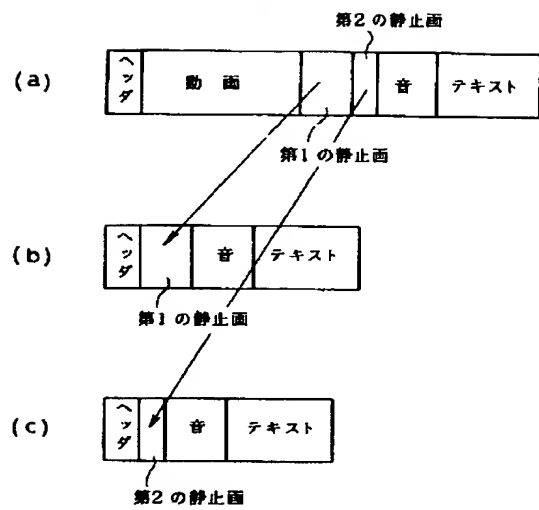 第2の静止画
(a)
ヘッダ
動画
音
テキスト
第1の静止画
(b)
ヘッダ
音
テキスト
第1の静止画
(c)
ヘッダ
音
テキスト
第2の静止画